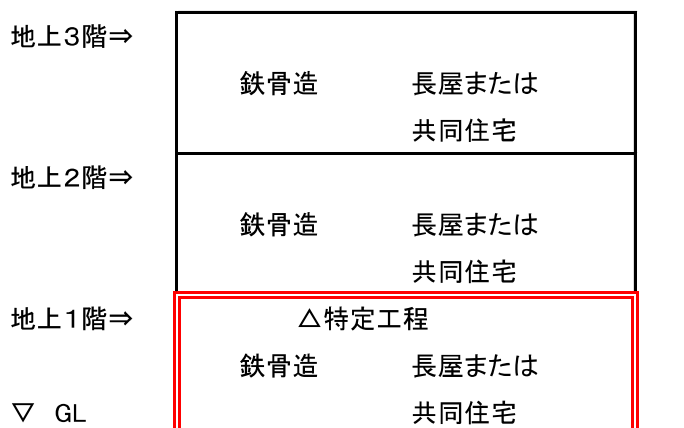 地上３階⇒
鉄骨造　長屋または
共同住宅
地上２階⇒
鉄骨造　長屋または
共同住宅
地上１階⇒　△特定工程
鉄骨造　長屋または
▽　GL　共同住宅